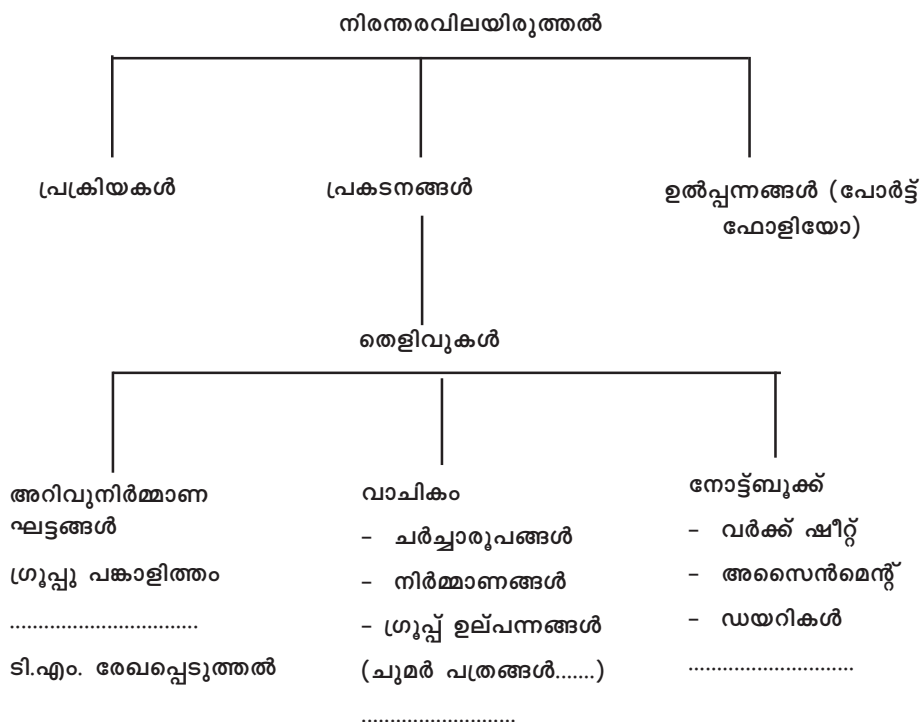 നിരന്തരവിലയിരുത്തൽ
പ്രക്രിയകൾ
പ്രകടനങ്ങൾ
ഉൽപ്പന്നങ്ങൾ (പോർട്ട്
ഫോളിയോ)
തെളിവുകൾ
അറിവുനിർമ്മാണ
ഘട്ടങ്ങൾ
ഗ്രൂപ്പു പങ്കാളിത്തം
.................................
ടി.എം. രേഖപ്പെടുത്തൽ
വാചികം
– ചർച്ചാരൂപങ്ങൾ
– നിർമ്മാണങ്ങൾ
– ഗ്രൂപ്പ് ഉല്പന്നങ്ങൾ
(ചുമർ പത്രങ്ങൾ.......)
...........................
നോട്ട്ബൂക്ക്
– വർക്ക് ഷീറ്റ്
– അസൈൻമെന്റ്
– ഡയറികൾ
.............................